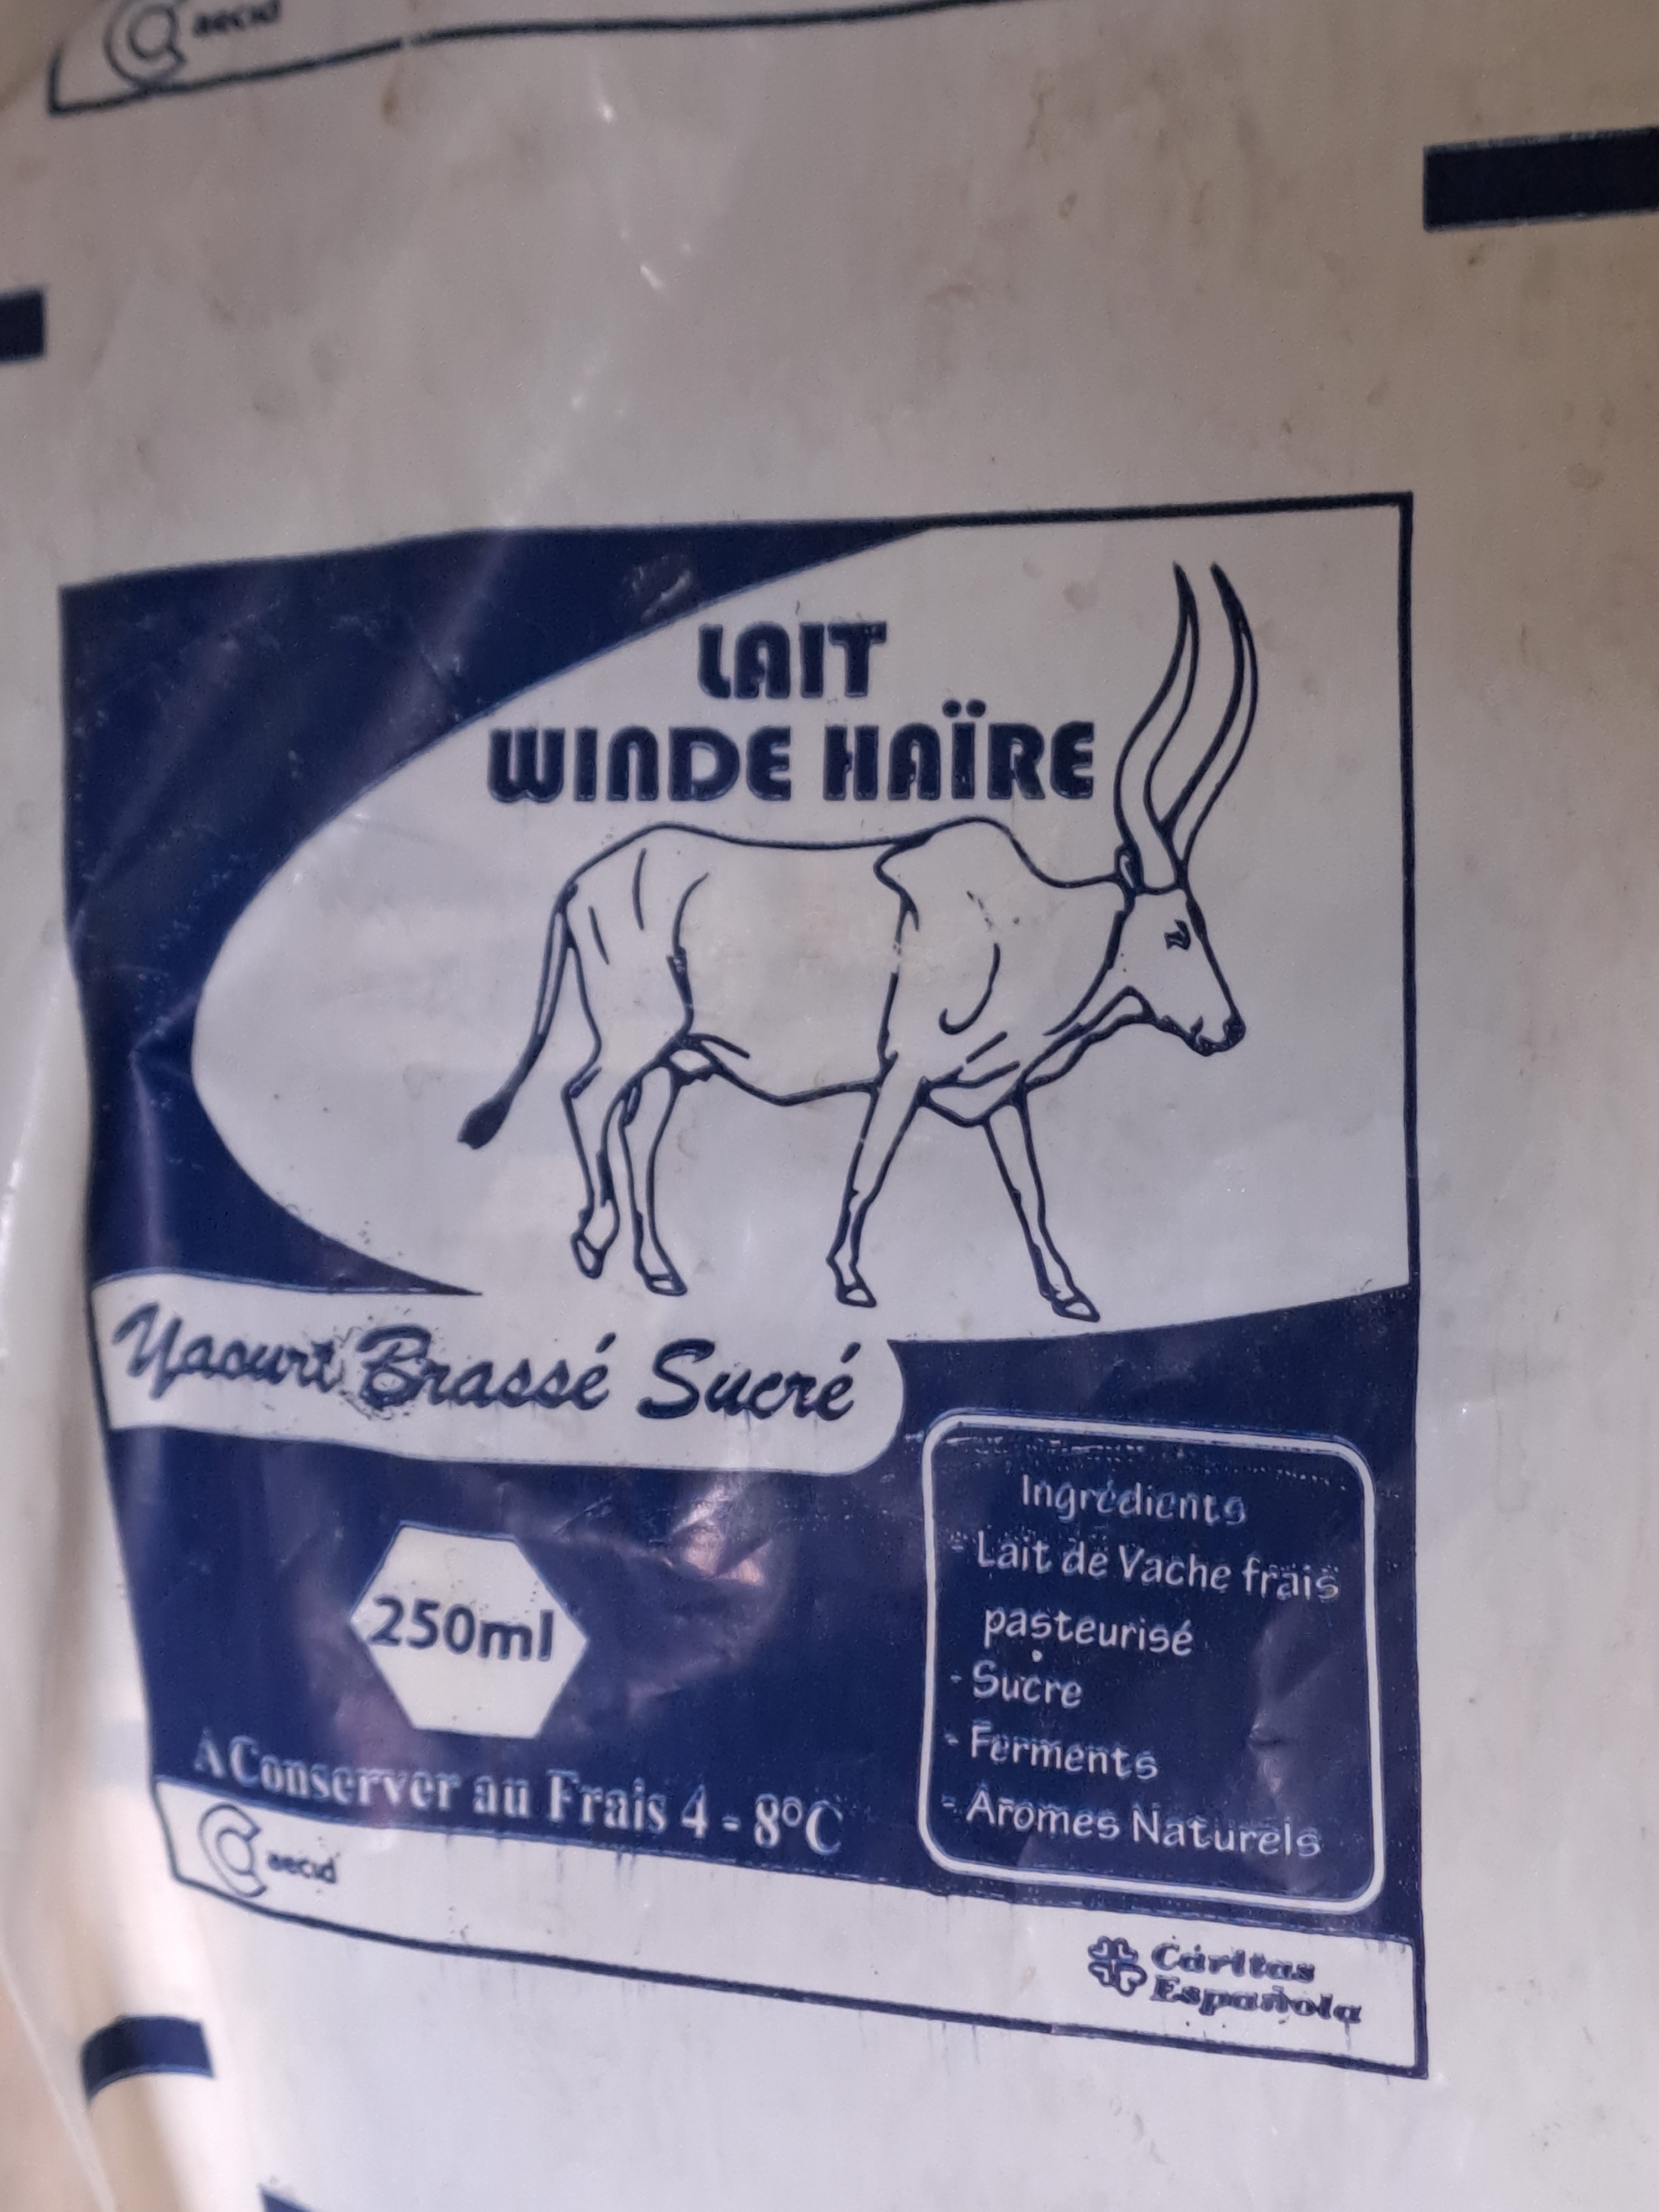 aecid
LAIT
WINDE HAÏRE
Yaourt Brassé Sucré
250ml
A Conserver au Frais 4 - 8°C
Ingrédients
- Lait de Vache frais
pasteurisé
- Sucre
- Ferments
- Aromes Naturels
aecid
Cáritas
Española